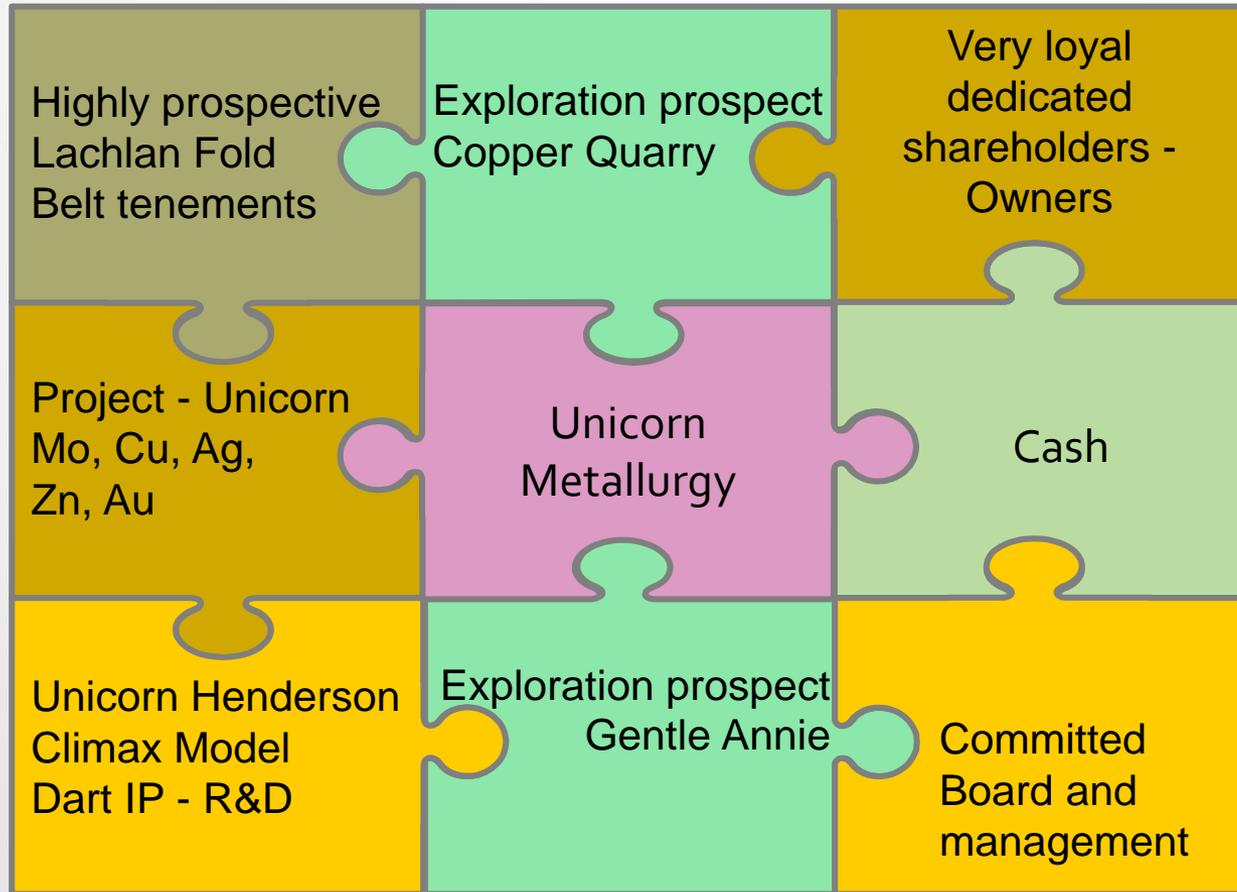 Highly prospective
Lachlan Fold
Belt tenements
Exploration prospect
Copper Quarry
Very loyal
dedicated
shareholders -
Owners
Project - Unicorn
Mo, Cu, Ag,
Zn, Au
Unicorn
Metallurgy
Cash
Unicorn Henderson
Climax Model
Dart IP - R&D
Exploration prospect
Gentle Annie
Committed
Board and
management